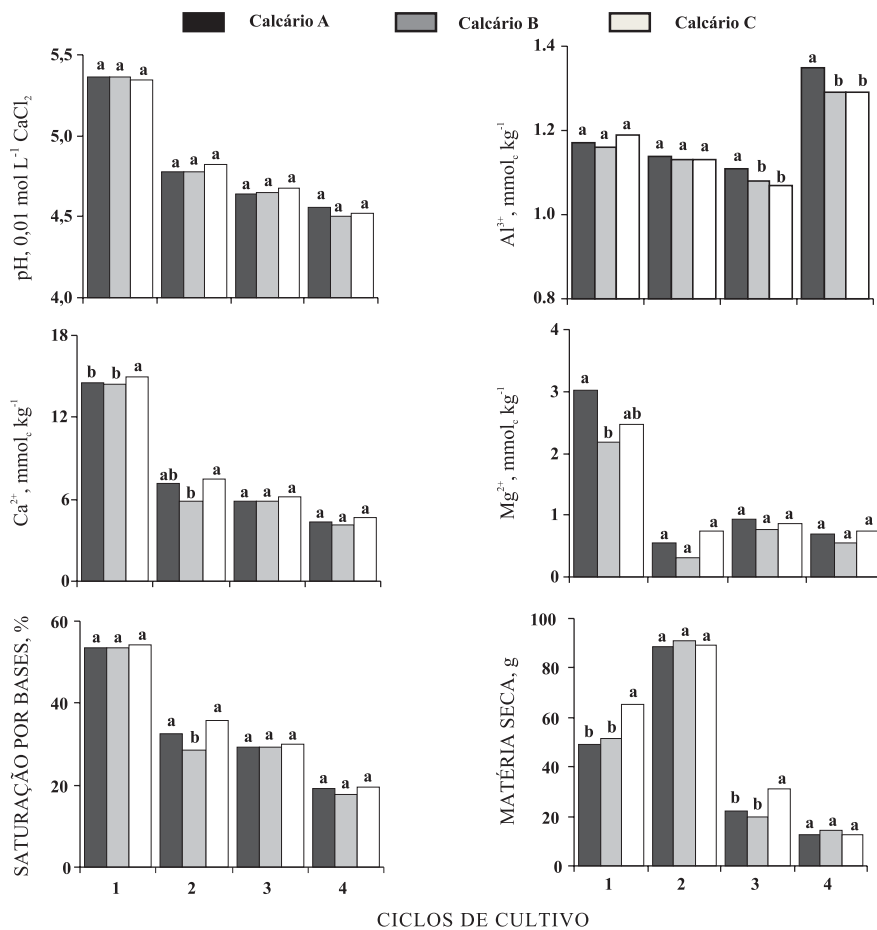 Calcário A Calcário B Calcário C
pH, 0,01 mol L⁻¹ CaCl₂
5,5
5,0
4,5
4,0
a a a
a a a
a a a
a a a
Al³⁺, mmol꜀ kg⁻¹
1.4
1.2
1.0
0.8
a a a
a a a
a b b
a b b
Ca²⁺, mmol꜀ kg⁻¹
18
12
6
0
b b a
ab b a
a a a
a a a
Mg²⁺, mmol꜀ kg⁻¹
4
3
2
1
0
a b ab
a a a
a a a
a a a
SATURAÇÃO POR BASES, %
60
40
20
0
a a a
a b a
a a a
a a a
1 2 3 4
MATÉRIA SECA, g
100
80
60
40
20
0
b b a
a a a
b b a
a a a
1 2 3 4
CICLOS DE CULTIVO